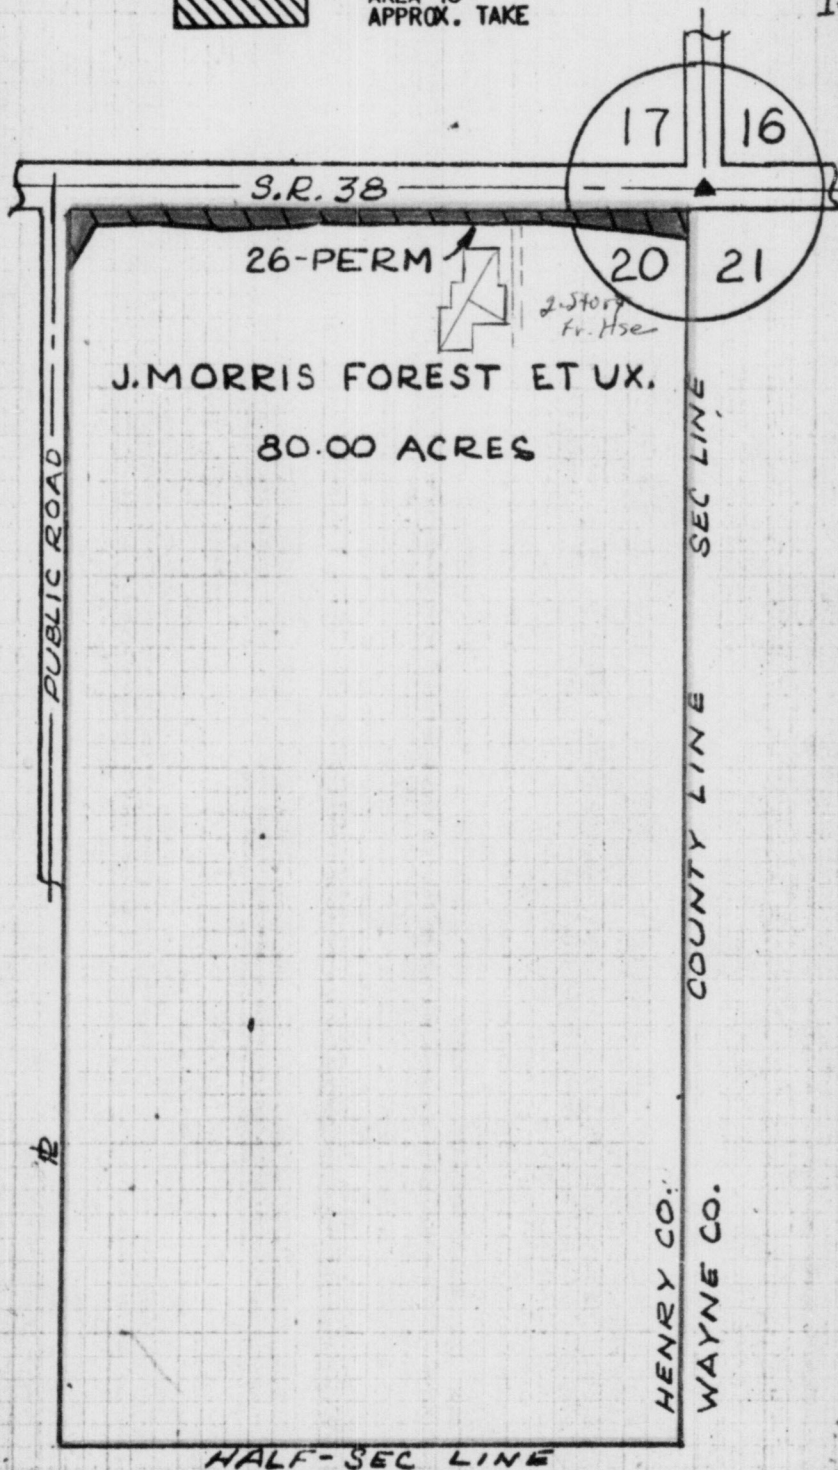 APPROX. TAKE
17 16
S.R. 38
26-PERM
20 21
2-Story
Fr. Hse
J. MORRIS FOREST ET UX.
80.00 ACRES
PUBLIC ROAD
SEC LINE
COUNTY LINE
HENRY CO.
WAYNE CO.
HALF-SEC LINE